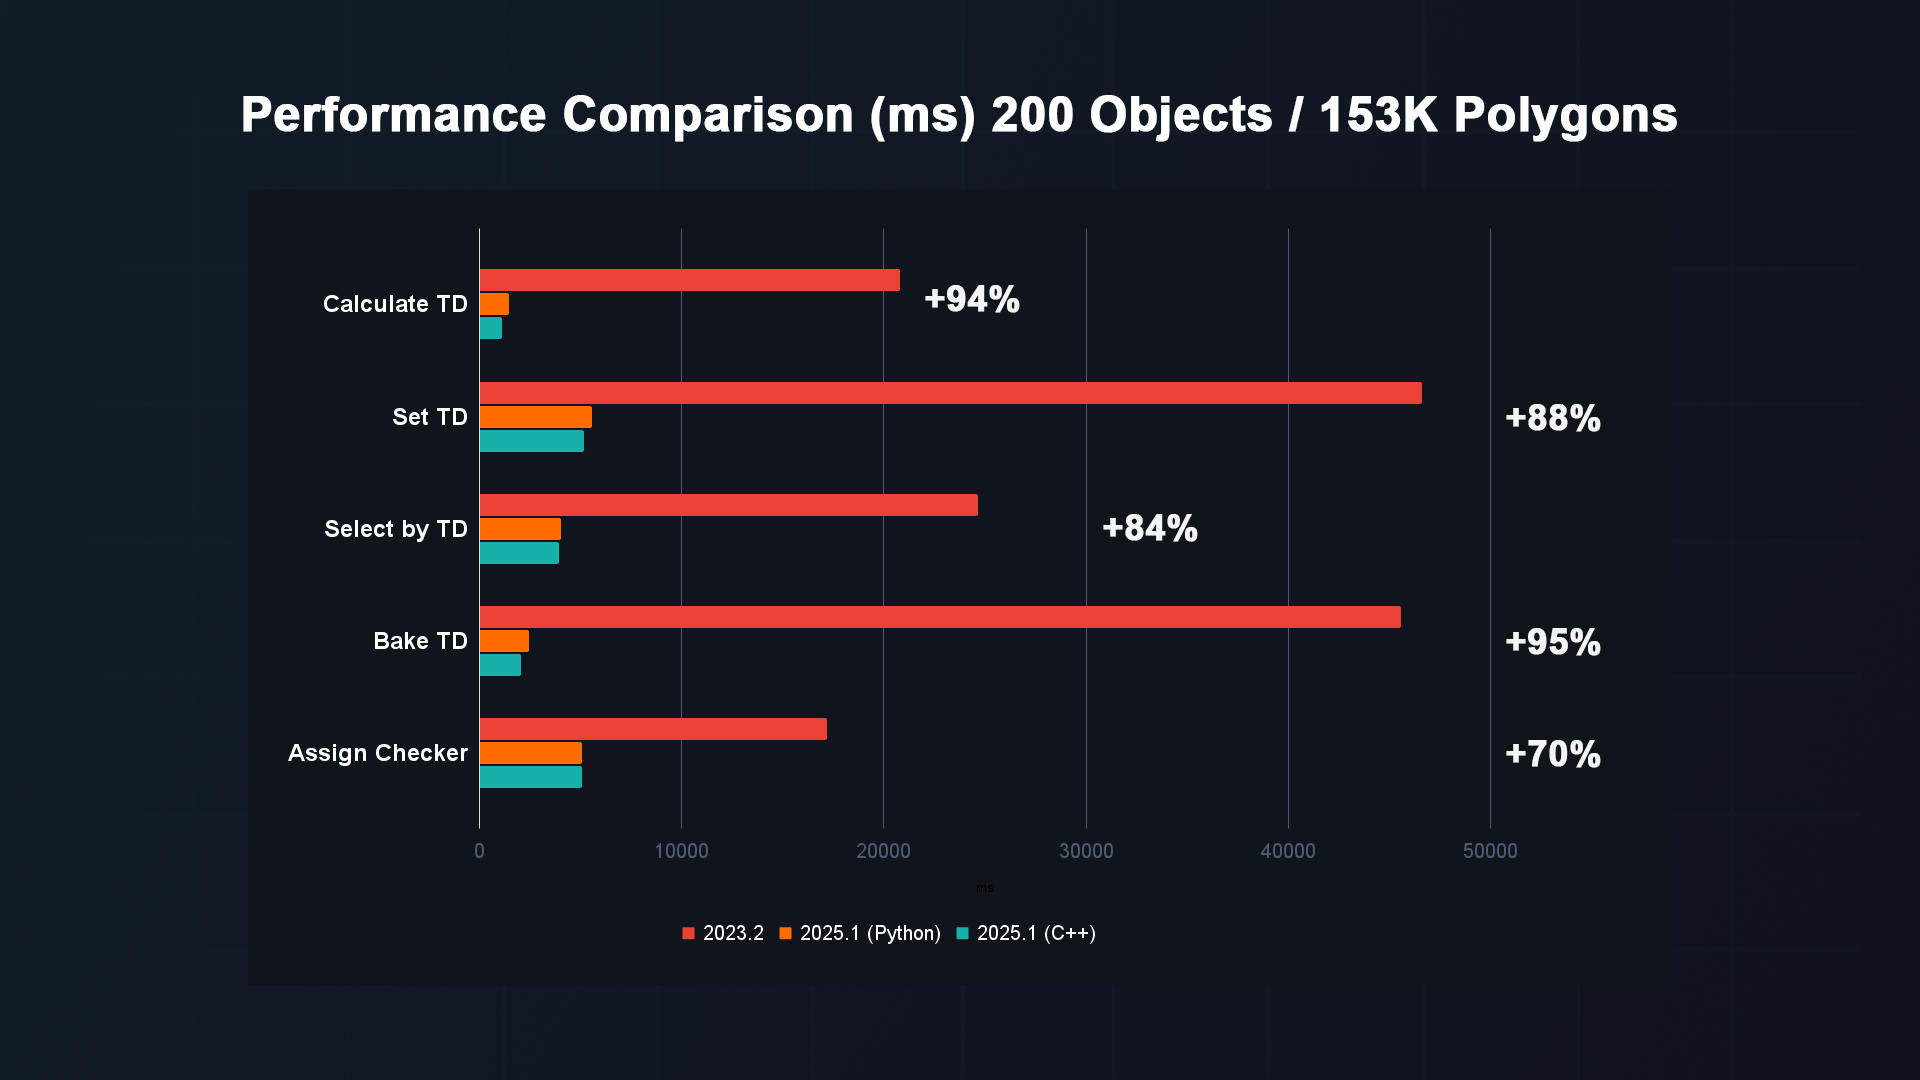 Performance Comparison (ms) 200 Objects / 153K Polygons
Calculate TD
+94%
Set TD
+88%
Select by TD
+84%
Bake TD
+95%
Assign Checker
+70%
0 10000 20000 30000 40000 50000
ms
2023.2 2025.1 (Python) 2025.1 (C++)